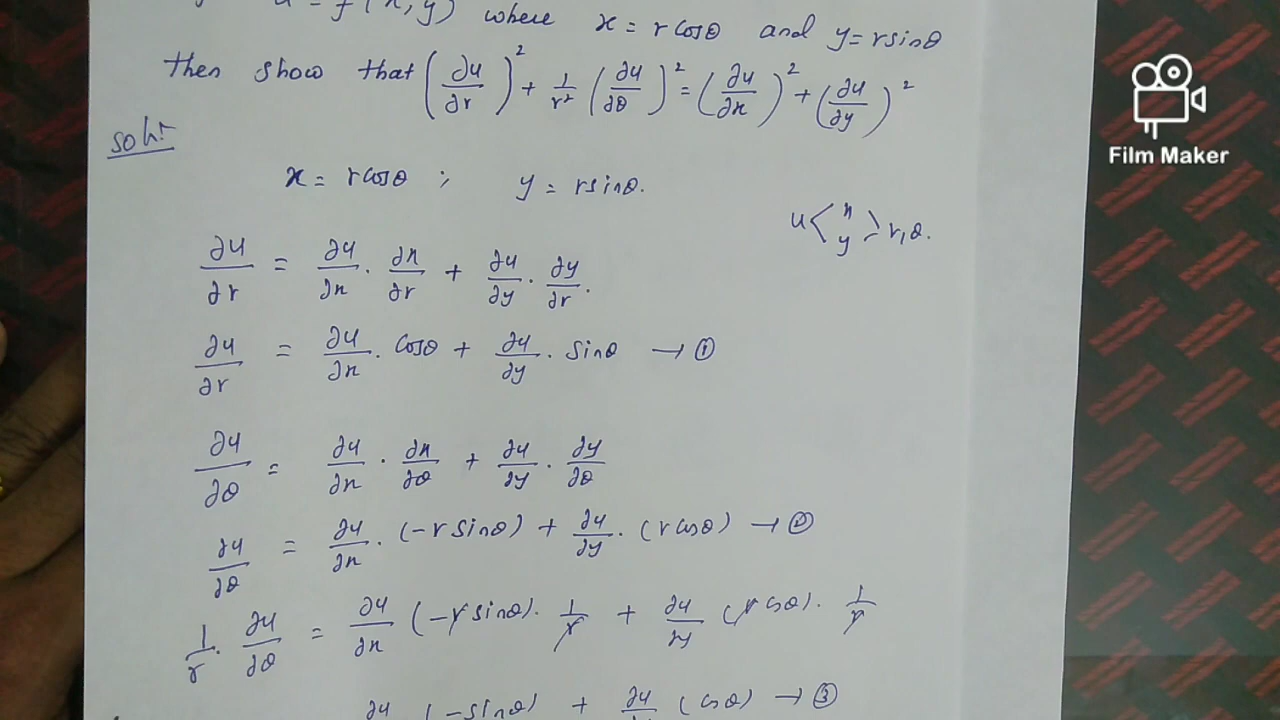 u = f(x, y) where x = r cosθ and y = r sinθ
then show that (∂u/∂r)² + 1/r² (∂u/∂θ)² = (∂u/∂x)² + (∂u/∂y)²
Soln
x = r cosθ ; y = r sinθ.
u < x y > r, θ.
∂u/∂r = ∂u/∂x . ∂x/∂r + ∂u/∂y . ∂y/∂r .
∂u/∂r = ∂u/∂x . cosθ + ∂u/∂y . sinθ → ①
∂u/∂θ = ∂u/∂x . ∂x/∂θ + ∂u/∂y . ∂y/∂θ
∂u/∂θ = ∂u/∂x . (-r sinθ) + ∂u/∂y . (r cosθ) → ②
1/r . ∂u/∂θ = ∂u/∂x (-r sinθ) . 1/r + ∂u/∂y (r cosθ) . 1/r
∂u (-sinθ) + ∂u (cosθ) → ③
Film Maker